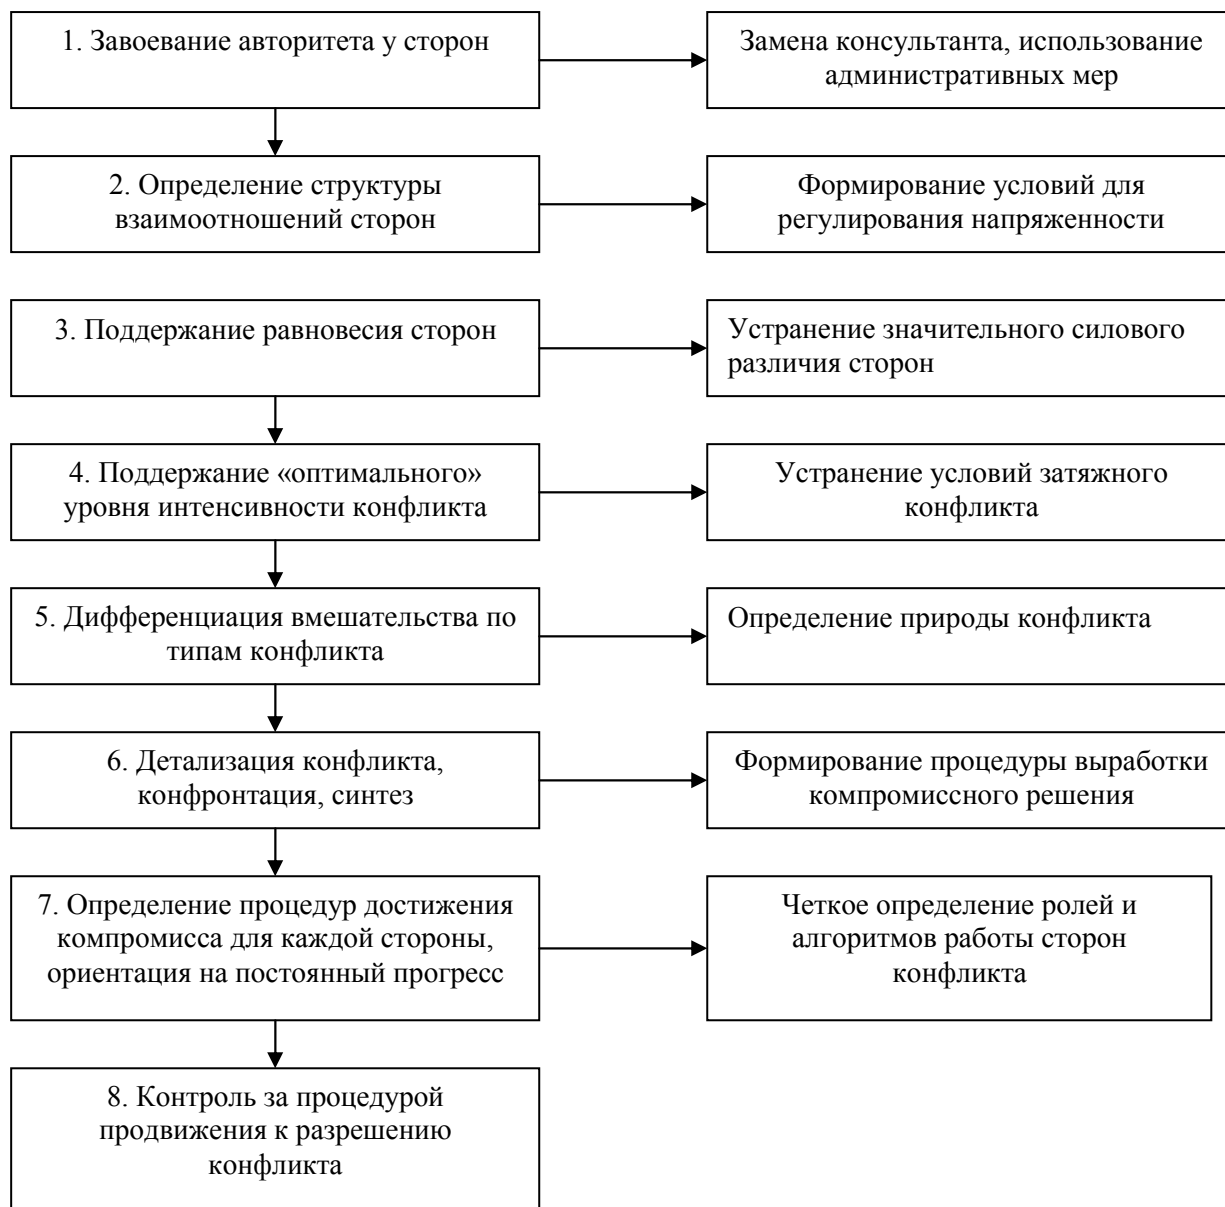 1. Завоевание авторитета у сторон
Замена консультанта, использование
административных мер
2. Определение структуры
взаимоотношений сторон
Формирование условий для
регулирования напряженности
3. Поддержание равновесия сторон
Устранение значительного силового
различия сторон
4. Поддержание «оптимального»
уровня интенсивности конфликта
Устранение условий затяжного
конфликта
5. Дифференциация вмешательства по
типам конфликта
Определение природы конфликта
6. Детализация конфликта,
конфронтация, синтез
Формирование процедуры выработки
компромиссного решения
7. Определение процедур достижения
компромисса для каждой стороны,
ориентация на постоянный прогресс
Четкое определение ролей и
алгоритмов работы сторон
конфликта
8. Контроль за процедурой
продвижения к разрешению
конфликта